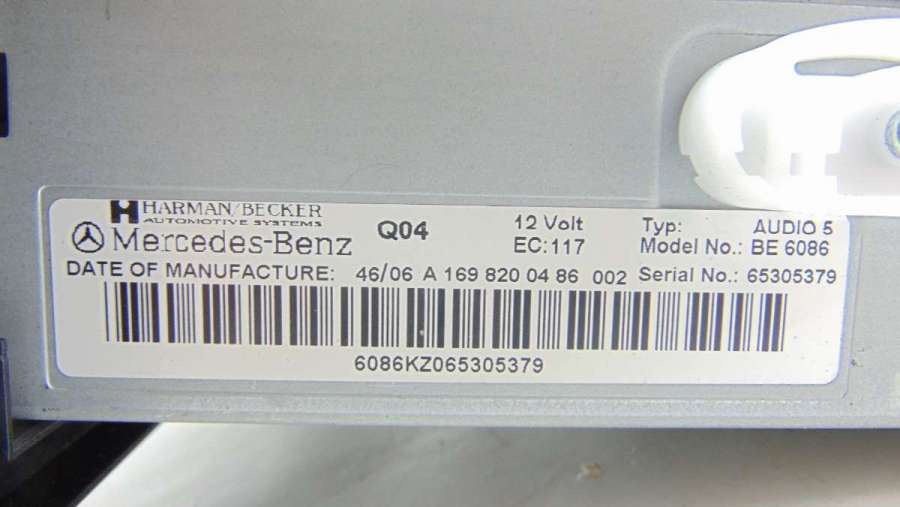 HARMAN/BECKER
AUTOMOTIVE SYSTEMS
Mercedes-Benz Q04 12 Volt Typ: AUDIO 5
EC:117 Model No.: BE 6086
DATE OF MANUFACTURE: 46/06 A 169 820 04 86 002 Serial No.: 65305379
6086KZ065305379